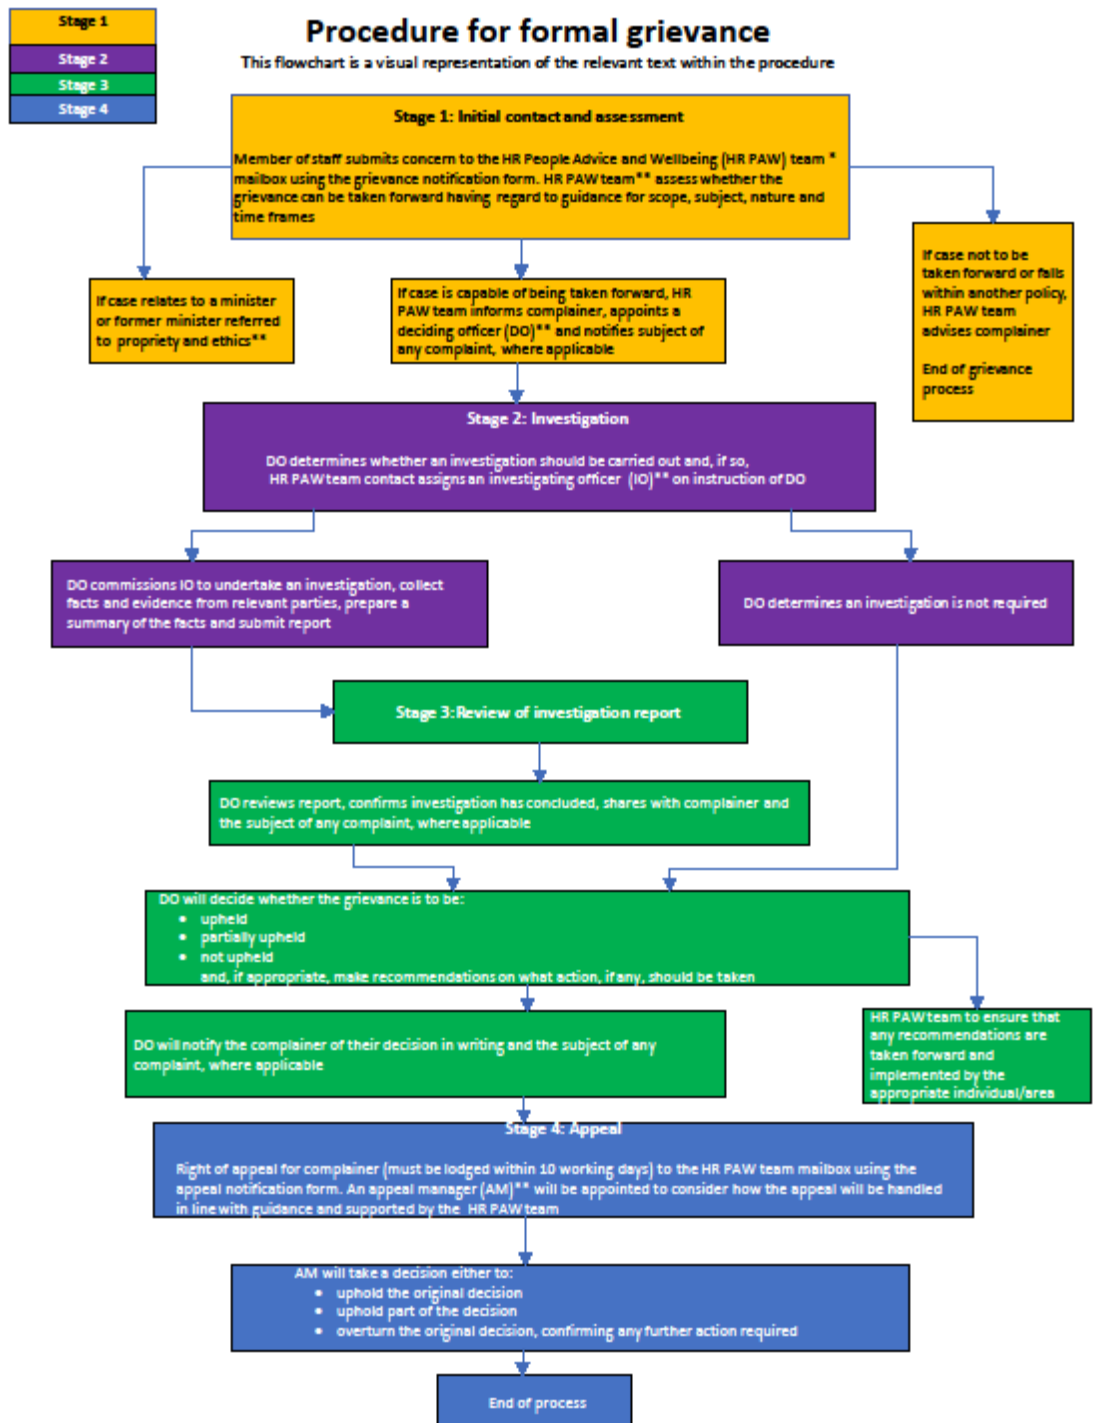 Stage 1
Stage 2
Stage 3
Stage 4
Procedure for formal grievance
This flowchart is a visual representation of the relevant text within the procedure
Stage 1: Initial contact and assessment
Member of staff submits concern to the HR People Advice and Wellbeing (HR PAW) team *
mailbox using the grievance notification form. HR PAW team** assess whether the
grievance can be taken forward having regard to guidance for scope, subject, nature and
time frames
If case relates to a minister
or former minister referred
to propriety and ethics**
If case is capable of being taken forward, HR
PAW team informs complainer, appoints a
deciding officer (DO)** and notifies subject of
any complaint, where applicable
If case not to be
taken forward or falls
within another policy,
HR PAW team
advises complainer
End of grievance
process
Stage 2: Investigation
DO determines whether an investigation should be carried out and, if so,
HR PAW team contact assigns an investigating officer (IO)** on instruction of DO
DO commissions IO to undertake an investigation, collect
facts and evidence from relevant parties, prepare a
summary of the facts and submit report
DO determines an investigation is not required
Stage 3: Review of investigation report
DO reviews report, confirms investigation has concluded, shares with complainer and
the subject of any complaint, where applicable
DO will decide whether the grievance is to be:
• upheld
• partially upheld
• not upheld
and, if appropriate, make recommendations on what action, if any, should be taken
DO will notify the complainer of their decision in writing and the subject of any
complaint, where applicable
HR PAW team to ensure that
any recommendations are
taken forward and
implemented by the
appropriate individual/area
Stage 4: Appeal
Right of appeal for complainer (must be lodged within 10 working days) to the HR PAW team mailbox using the
appeal notification form. An appeal manager (AM)** will be appointed to consider how the appeal will be handled
in line with guidance and supported by the HR PAW team
AM will take a decision either to:
• uphold the original decision
• uphold part of the decision
• overturn the original decision, confirming any further action required
End of process